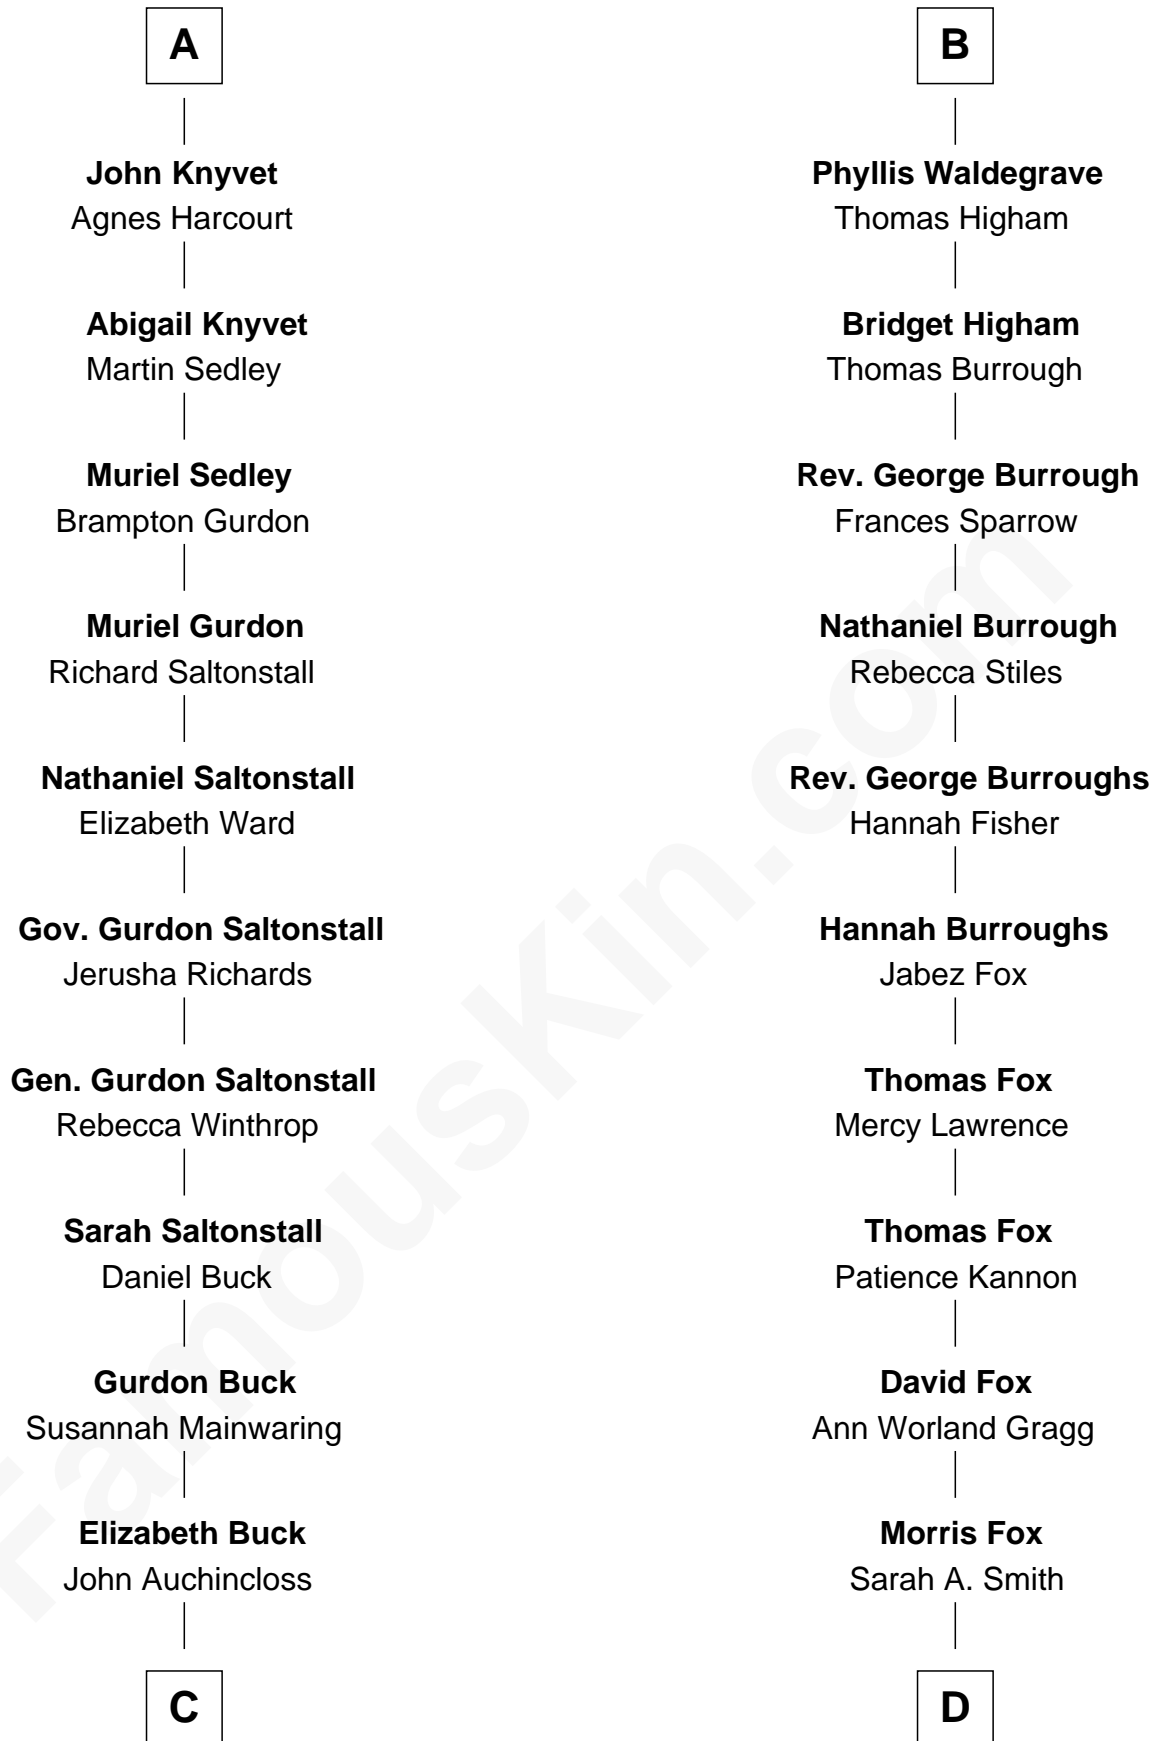 A
John Knyvet
Agnes Harcourt
Abigail Knyvet
Martin Sedley
Muriel Sedley
Brampton Gurdon
Muriel Gurdon
Richard Saltonstall
Nathaniel Saltonstall
Elizabeth Ward
Gov. Gurdon Saltonstall
Jerusha Richards
Gen. Gurdon Saltonstall
Rebecca Winthrop
Sarah Saltonstall
Daniel Buck
Gurdon Buck
Susannah Mainwaring
Elizabeth Buck
John Auchincloss
C
B
Phyllis Waldegrave
Thomas Higham
Bridget Higham
Thomas Burrough
Rev. George Burrough
Frances Sparrow
Nathaniel Burrough
Rebecca Stiles
Rev. George Burroughs
Hannah Fisher
Hannah Burroughs
Jabez Fox
Thomas Fox
Mercy Lawrence
Thomas Fox
Patience Kannon
David Fox
Ann Worland Gragg
Morris Fox
Sarah A. Smith
D
FamousKin.com